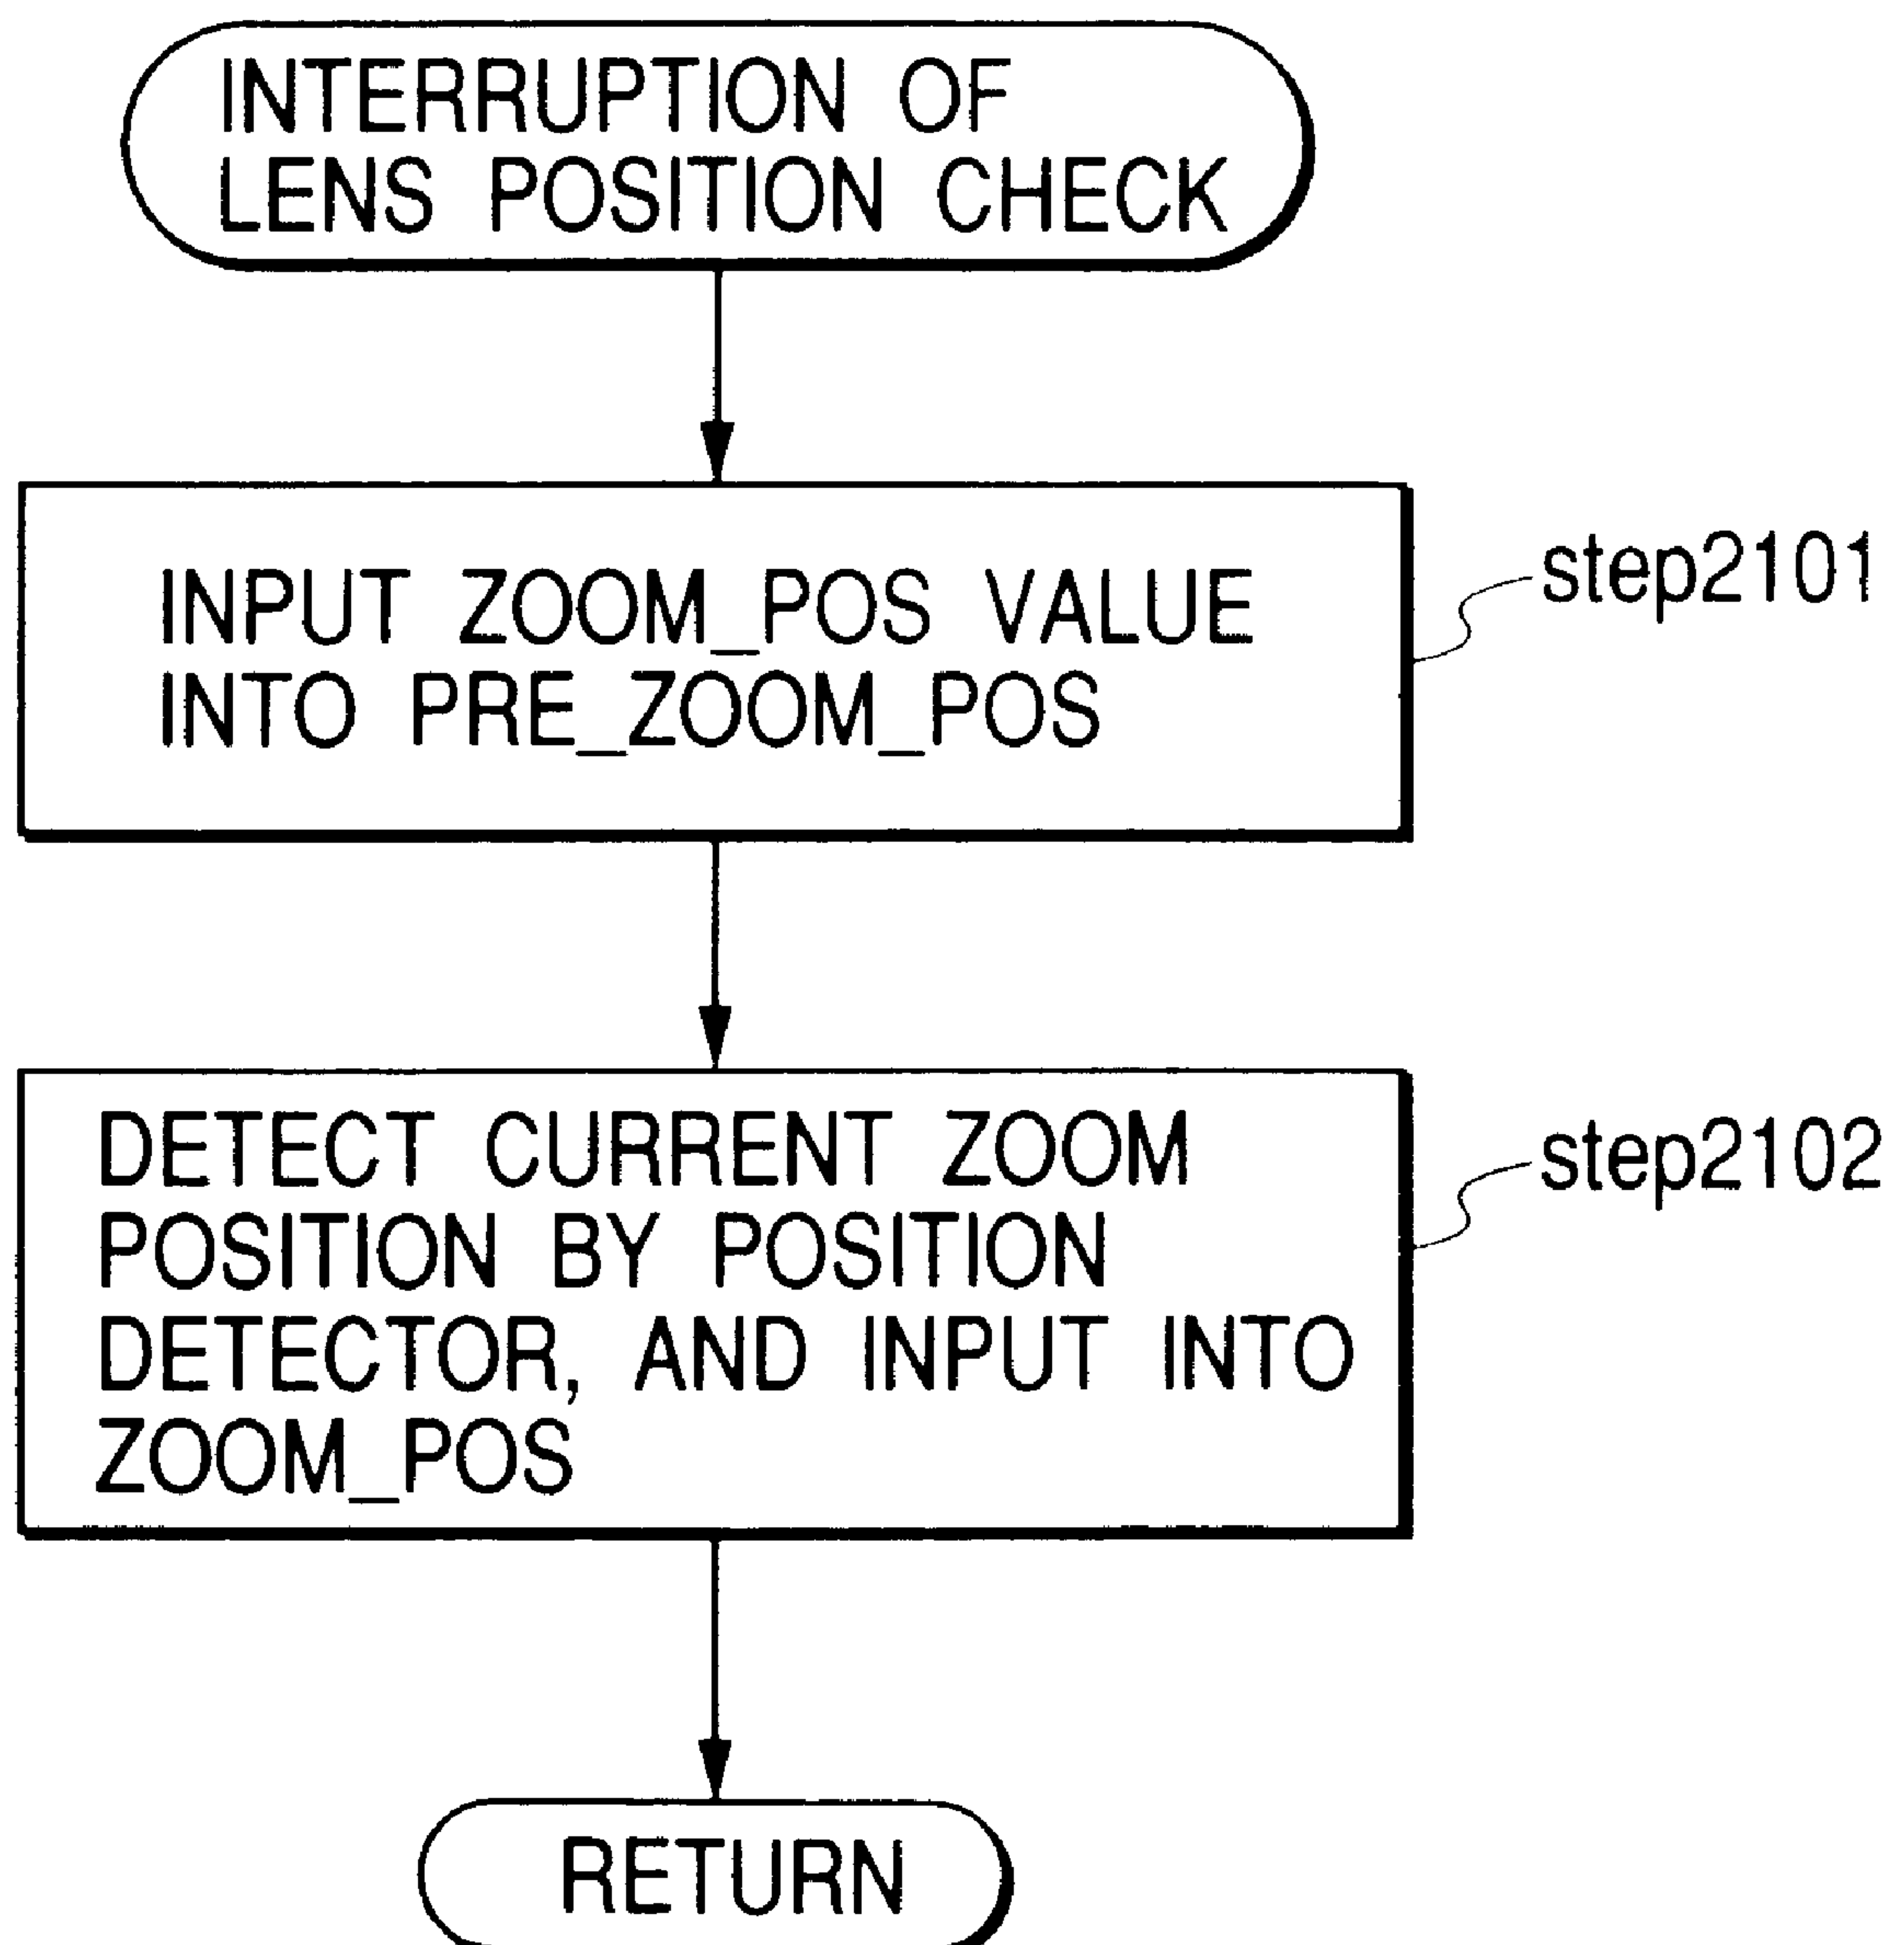 INTERRUPTION OF
LENS POSITION CHECK
INPUT ZOOM_POS VALUE
INTO PRE_ZOOM_POS
step2101
DETECT CURRENT ZOOM
POSITION BY POSITION
DETECTOR, AND INPUT INTO
ZOOM_POS
step2102
RETURN